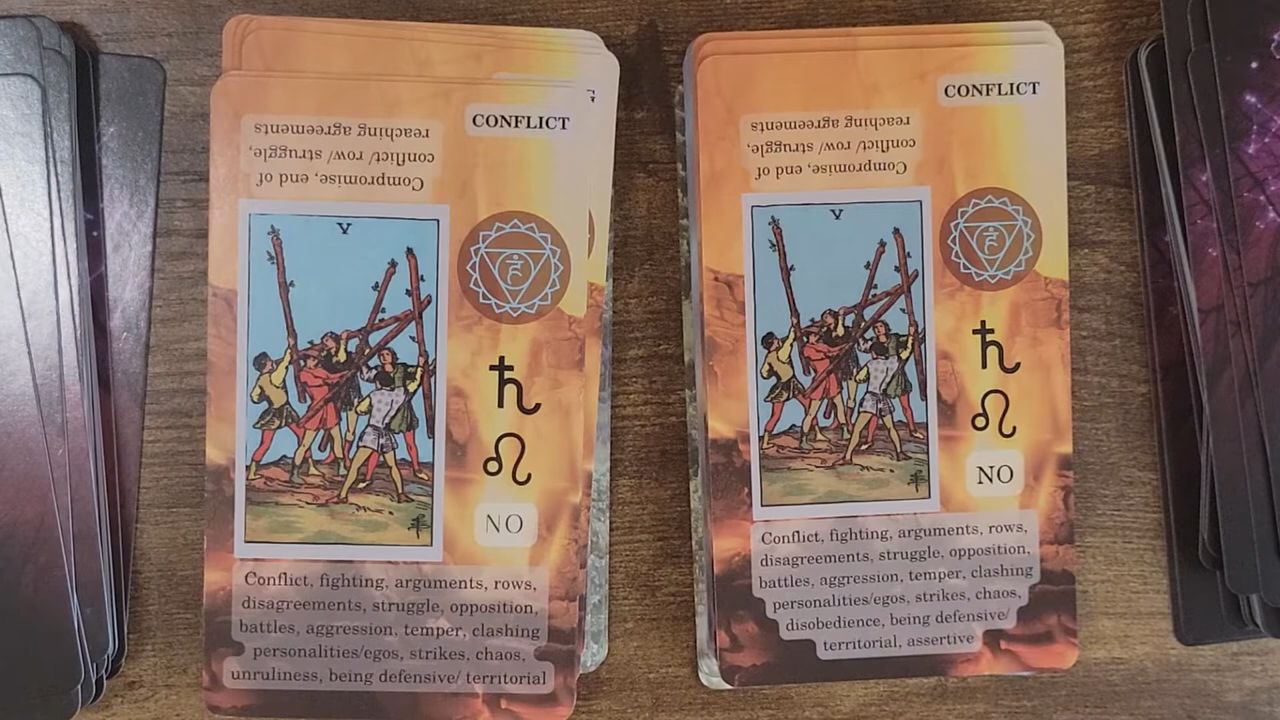 CONFLICT
Compromise, end of
conflict/ row/ struggle,
reaching agreements
V
♄
♌
NO
Conflict, fighting, arguments, rows,
disagreements, struggle, opposition,
battles, aggression, temper, clashing
personalities/egos, strikes, chaos,
unruliness, being defensive/ territorial
CONFLICT
Compromise, end of
conflict/ row/ struggle,
reaching agreements
V
♄
♌
NO
Conflict, fighting, arguments, rows,
disagreements, struggle, opposition,
battles, aggression, temper, clashing
personalities/egos, strikes, chaos,
disobedience, being defensive/
territorial, assertive